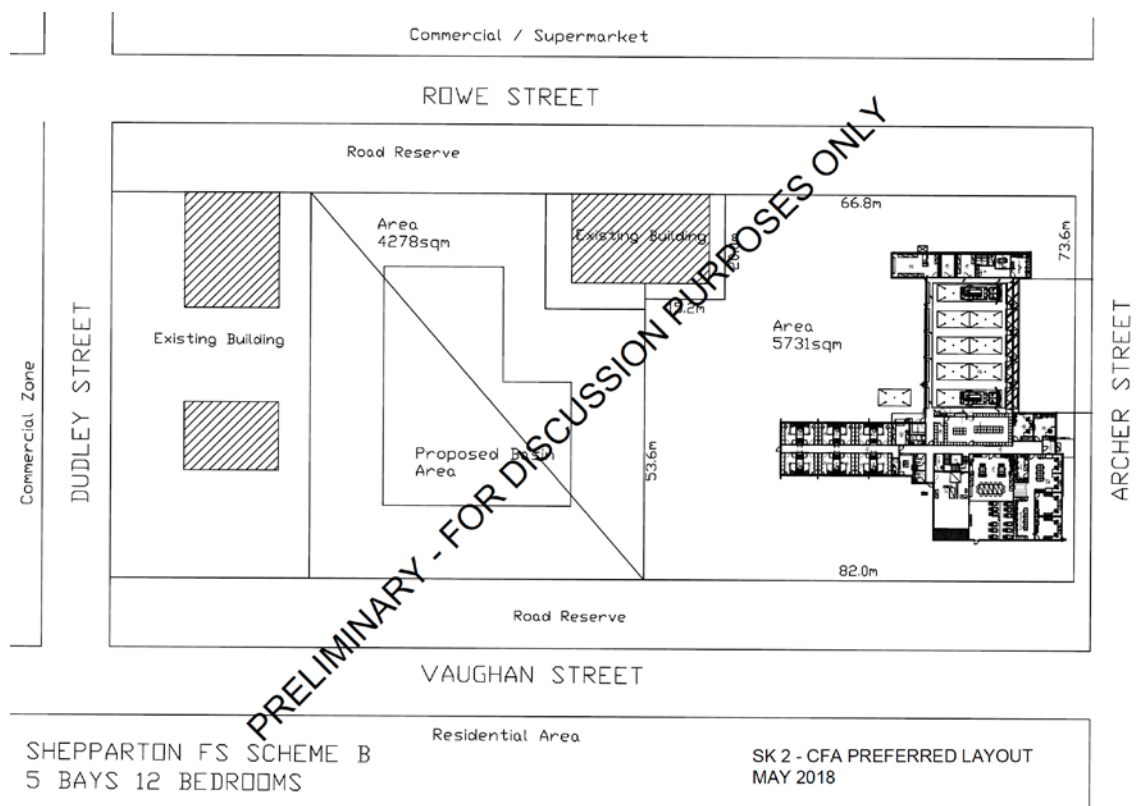 Commercial / Supermarket
ROWE STREET
Road Reserve
66.8m
Area
4278sqm
Existing Building
73.6m
15.2m
Area
5731sqm
Existing Building
DUDLEY STREET
Commercial Zone
ARCHER STREET
Proposed Basin
Area
53.6m
82.0m
Road Reserve
VAUGHAN STREET
Residential Area
PRELIMINARY - FOR DISCUSSION PURPOSES ONLY
SHEPPARTON FS SCHEME B
5 BAYS 12 BEDROOMS
SK 2 - CFA PREFERRED LAYOUT
MAY 2018